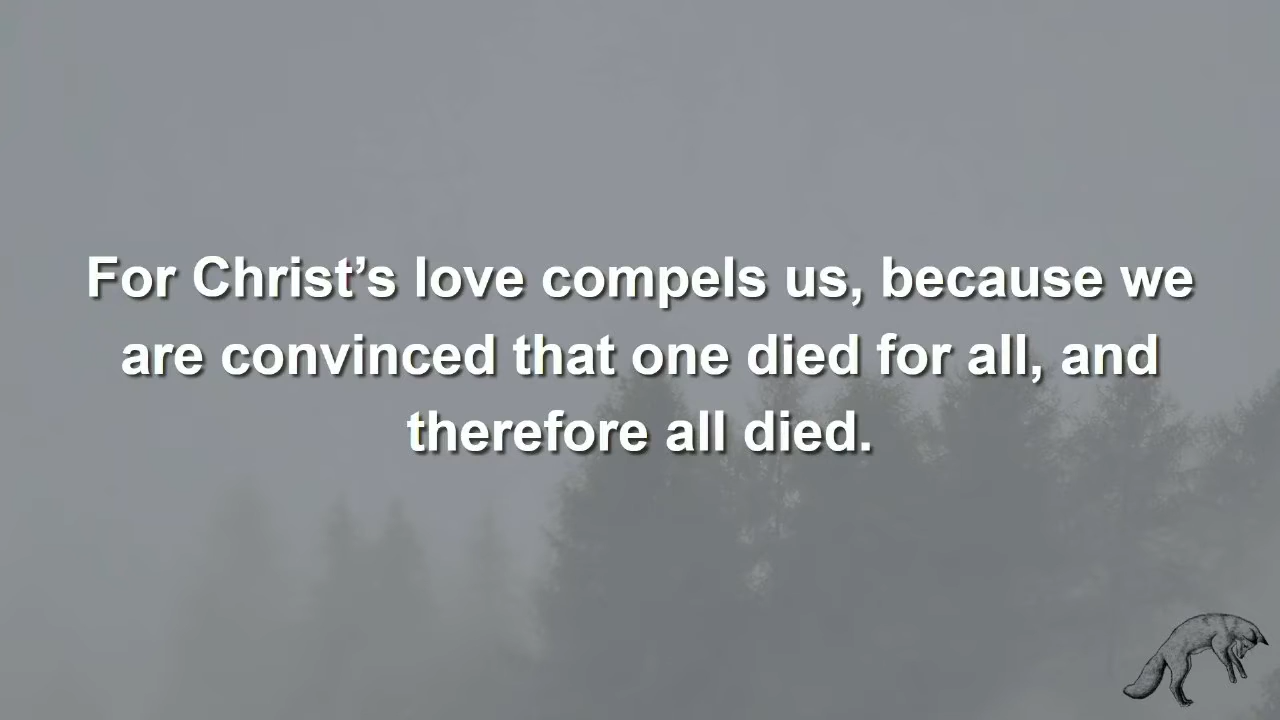 For Christ’s love compels us, because we
are convinced that one died for all, and
therefore all died.